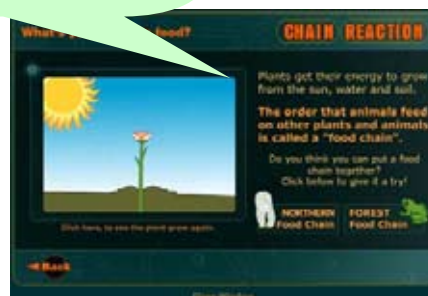 What's food?
CHAIN REACTION
Plants get their energy to grow
from the sun, water and soil.
The order that animals feed
on other plants and animals
is called a "food chain".
Do you think you can put a food
chain together?
Click below to give it a try!
NORTHERN
Food Chain
FOREST
Food Chain
Click here, to see the plant grow again.
Back